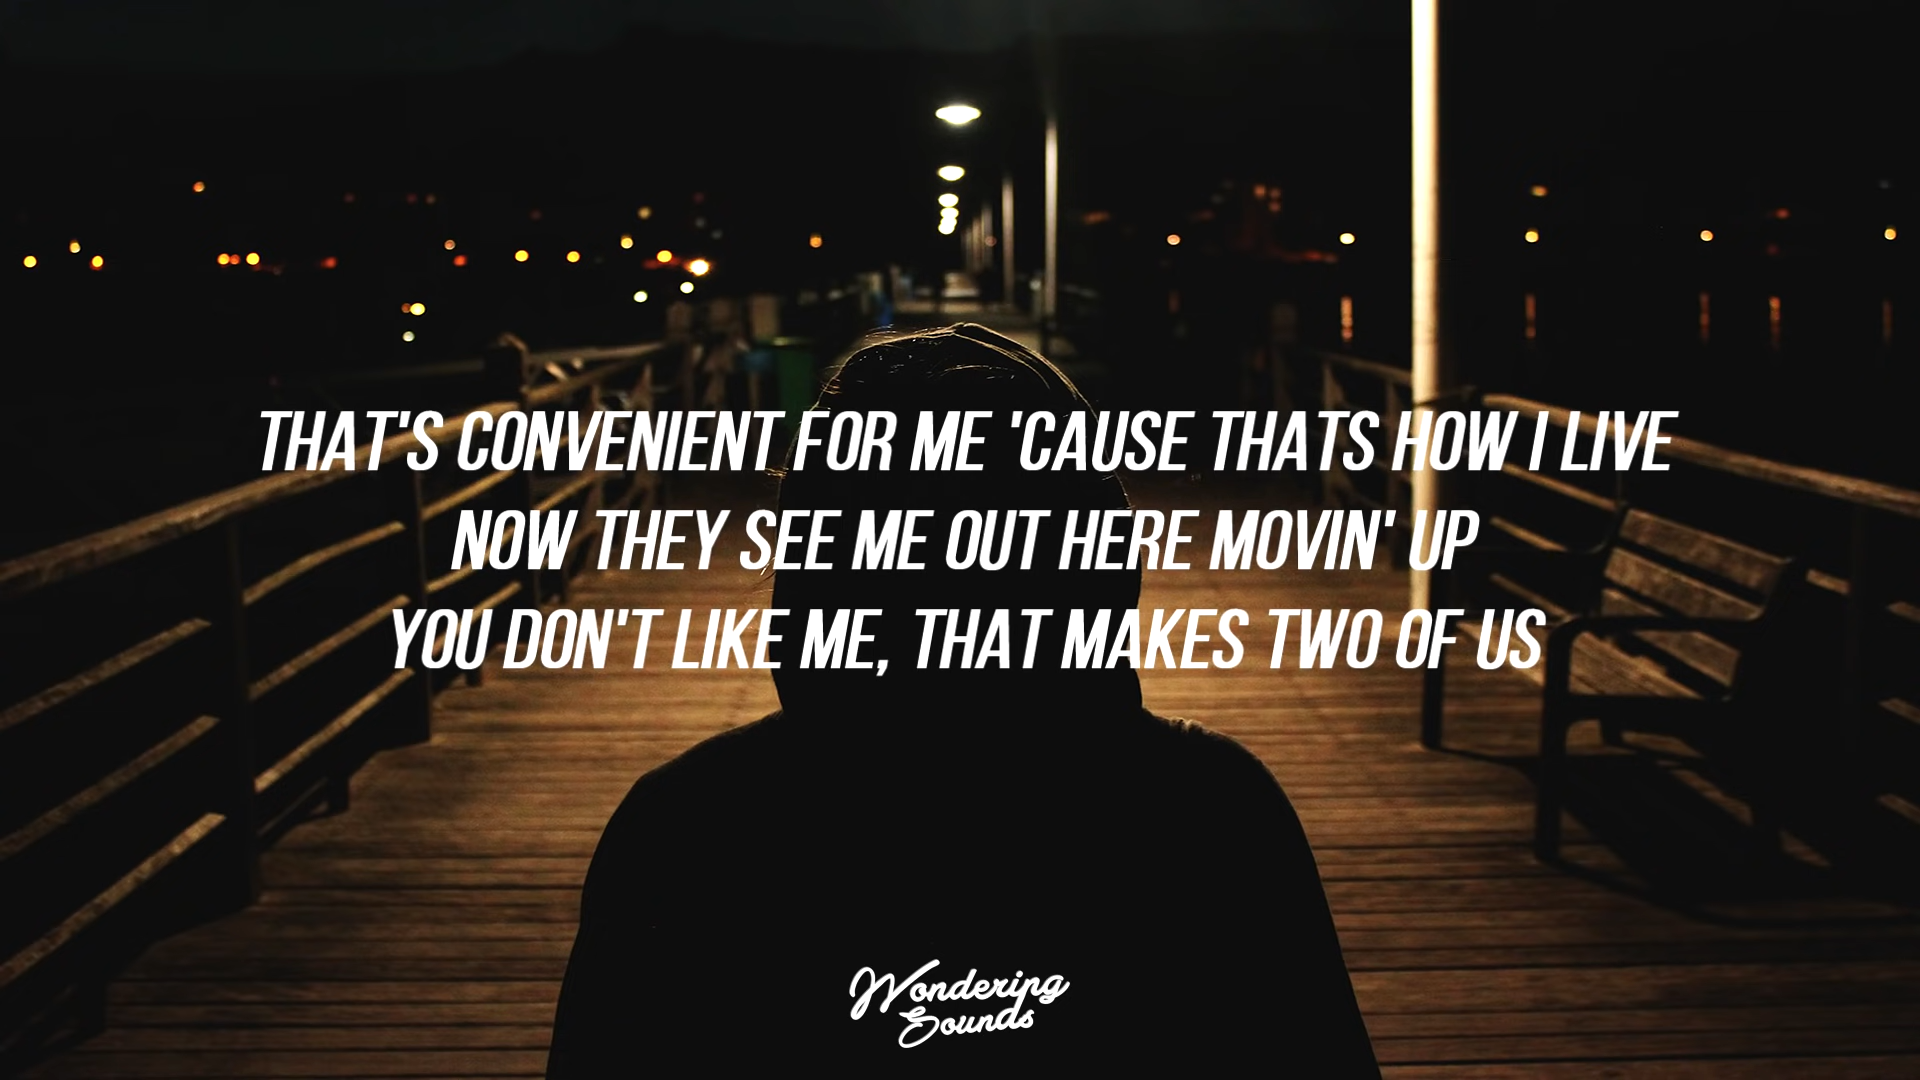 THAT'S CONVENIENT FOR ME 'CAUSE THATS HOW I LIVE
NOW THEY SEE ME OUT HERE MOVIN' UP
YOU DON'T LIKE ME, THAT MAKES TWO OF US
Wondering
Sounds